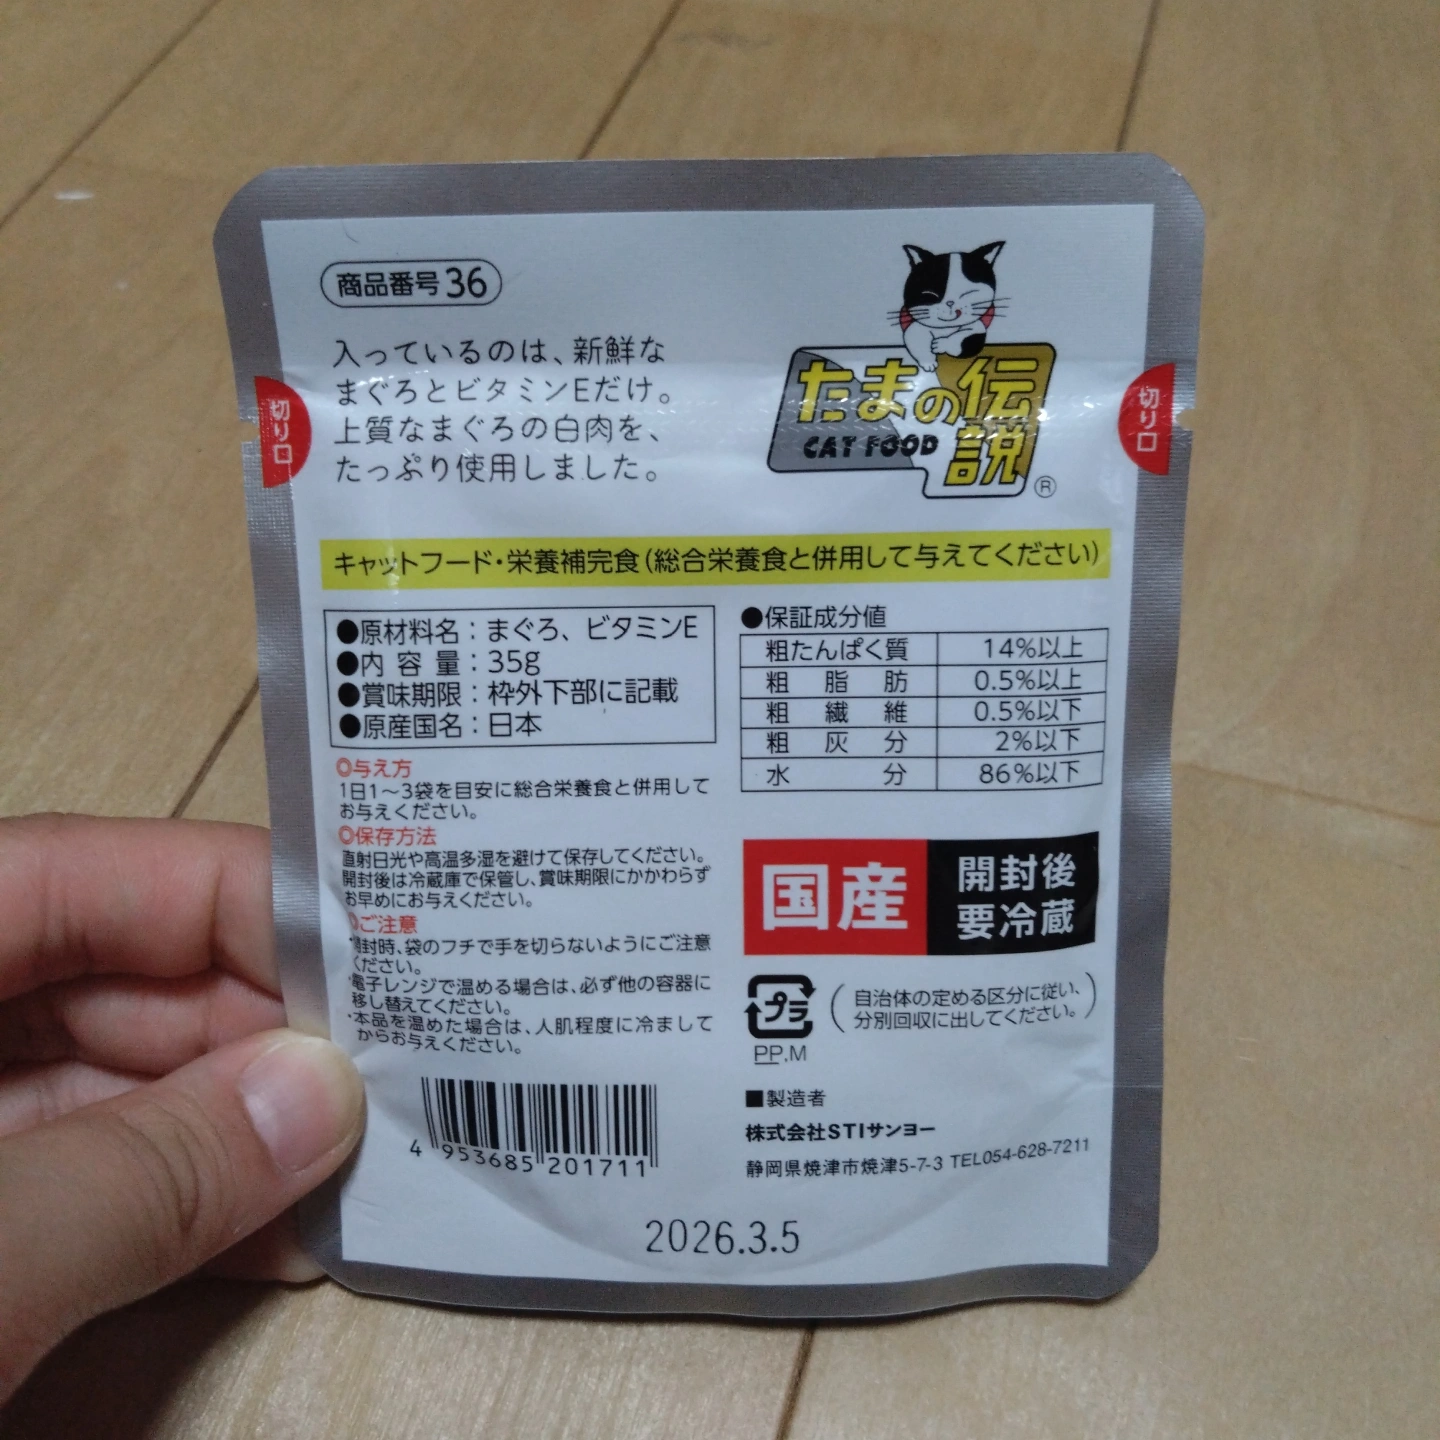 商品番号36
入っているのは、新鮮な
まぐろとビタミンEだけ。
上質なまぐろの白肉を、
たっぷり使用しました。
たまの伝説
CAT FOOD
®
切り口
切り口
キャットフード・栄養補完食(総合栄養食と併用して与えてください)
●原材料名:まぐろ、ビタミンE
●内容量:35g
●賞味期限:枠外下部に記載
●原産国名:日本
◎与え方
1日1〜3袋を目安に総合栄養食と併用して
お与えください。
◎保存方法
直射日光や高温多湿を避けて保存してください。
開封後は冷蔵庫で保管し、賞味期限にかかわらず
お早めにお与えください。
◎ご注意
・開封時、袋のフチで手を切らないようにご注意
ください。
・電子レンジで温める場合は、必ず他の容器に
移し替えてください。
・本品を温めた場合は、人肌程度に冷まして
からお与えください。
4 953685 201711
●保証成分値
粗たんぱく質 14%以上
粗脂肪 0.5%以上
粗繊維 0.5%以下
粗灰分 2%以下
水分 86%以下
国産
開封後
要冷蔵
プラ
PP,M
(自治体の定める区分に従い、
分別回収に出してください。)
■製造者
株式会社STIサンヨー
静岡県焼津市焼津5-7-3 TEL054-628-7211
2026.3.5